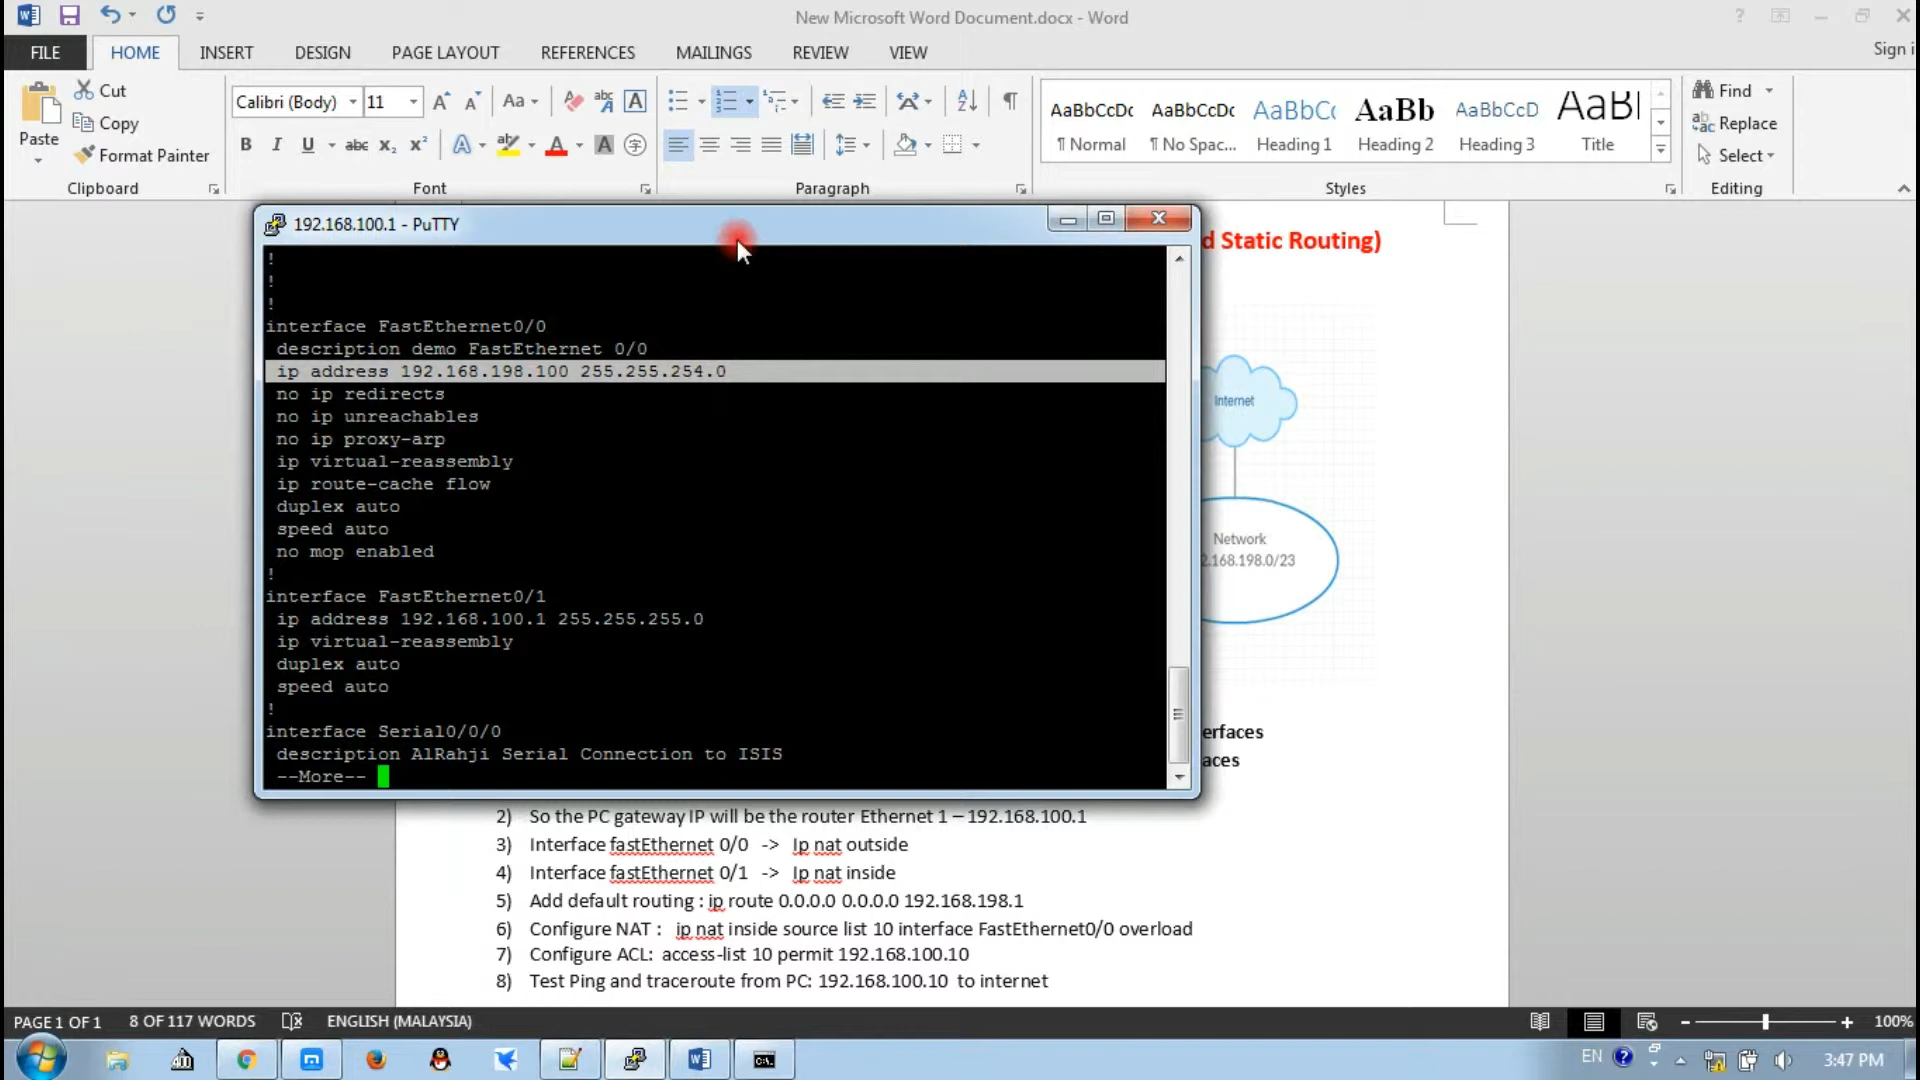 New Microsoft Word Document.docx - Word
FILE
HOME
INSERT
DESIGN
PAGE LAYOUT
REFERENCES
MAILINGS
REVIEW
VIEW
Sign i
Paste
Cut
Copy
Format Painter
Clipboard
Calibri (Body)
11
Font
Paragraph
AaBbCcDc
¶ Normal
AaBbCcDc
¶ No Spac...
AaBbCc
Heading 1
AaBb
Heading 2
AaBbCcD
Heading 3
AaB
Title
Styles
Find
Replace
Select
Editing
192.168.100.1 - PuTTY
!
!
!
interface FastEthernet0/0
description demo FastEthernet 0/0
ip address 192.168.198.100 255.255.254.0
no ip redirects
no ip unreachables
no ip proxy-arp
ip virtual-reassembly
ip route-cache flow
duplex auto
speed auto
no mop enabled
!
interface FastEthernet0/1
ip address 192.168.100.1 255.255.255.0
ip virtual-reassembly
duplex auto
speed auto
!
interface Serial0/0/0
description AlRahji Serial Connection to ISIS
--More--
d Static Routing)
Internet
Network
2.168.198.0/23
erfaces
aces
2) So the PC gateway IP will be the router Ethernet 1 – 192.168.100.1
3) Interface fastEthernet 0/0 -> Ip nat outside
4) Interface fastEthernet 0/1 -> Ip nat inside
5) Add default routing : ip route 0.0.0.0 0.0.0.0 192.168.198.1
6) Configure NAT : ip nat inside source list 10 interface FastEthernet0/0 overload
7) Configure ACL: access-list 10 permit 192.168.100.10
8) Test Ping and traceroute from PC: 192.168.100.10 to internet
PAGE 1 OF 1
8 OF 117 WORDS
ENGLISH (MALAYSIA)
100%
EN
3:47 PM